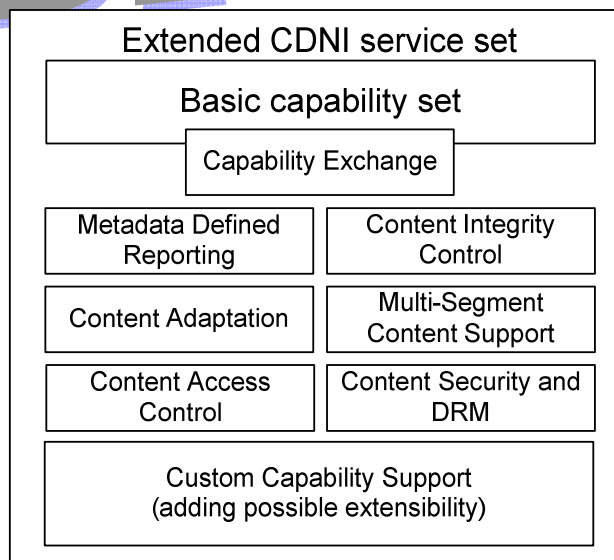 Extended CDNI service set
Basic capability set
Capability Exchange
Metadata Defined
Reporting
Content Integrity
Control
Content Adaptation
Multi-Segment
Content Support
Content Access
Control
Content Security and
DRM
Custom Capability Support
(adding possible extensibility)